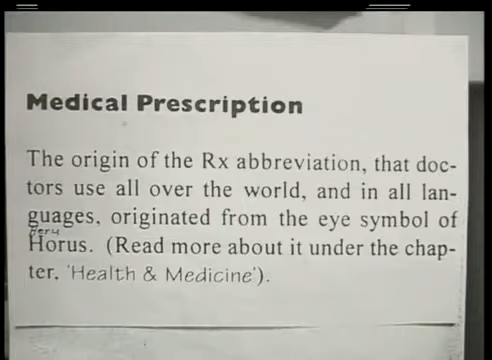 Medical Prescription
The origin of the Rx abbreviation, that doc-
tors use all over the world, and in all lan-
guages, originated from the eye symbol of
Horus. (Read more about it under the chap-
ter, 'Health & Medicine').